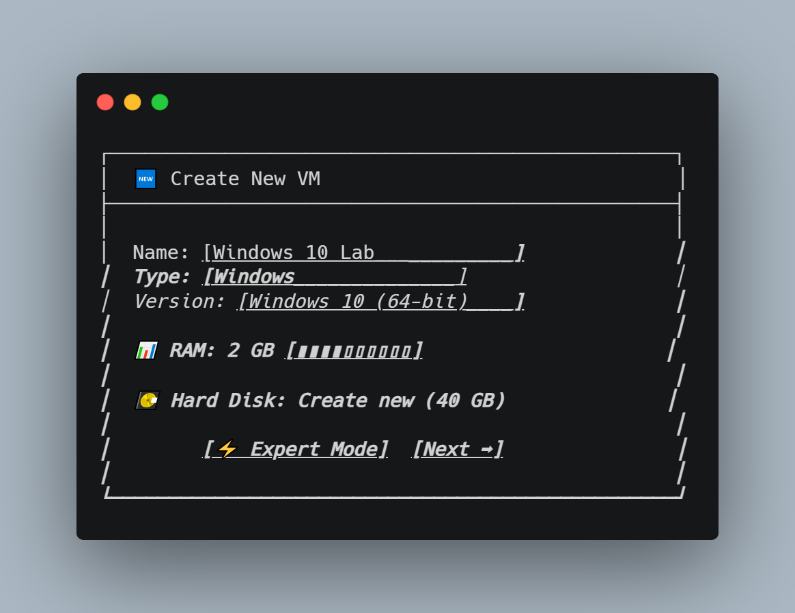 🆕 Create New VM
Name: [Windows 10 Lab___________]
Type: [Windows______________]
Version: [Windows 10 (64-bit)____]
📊 RAM: 2 GB [▮▮▮▮▯▯▯▯▯▯]
💽 Hard Disk: Create new (40 GB)
[⚡ Expert Mode] [Next ➡]